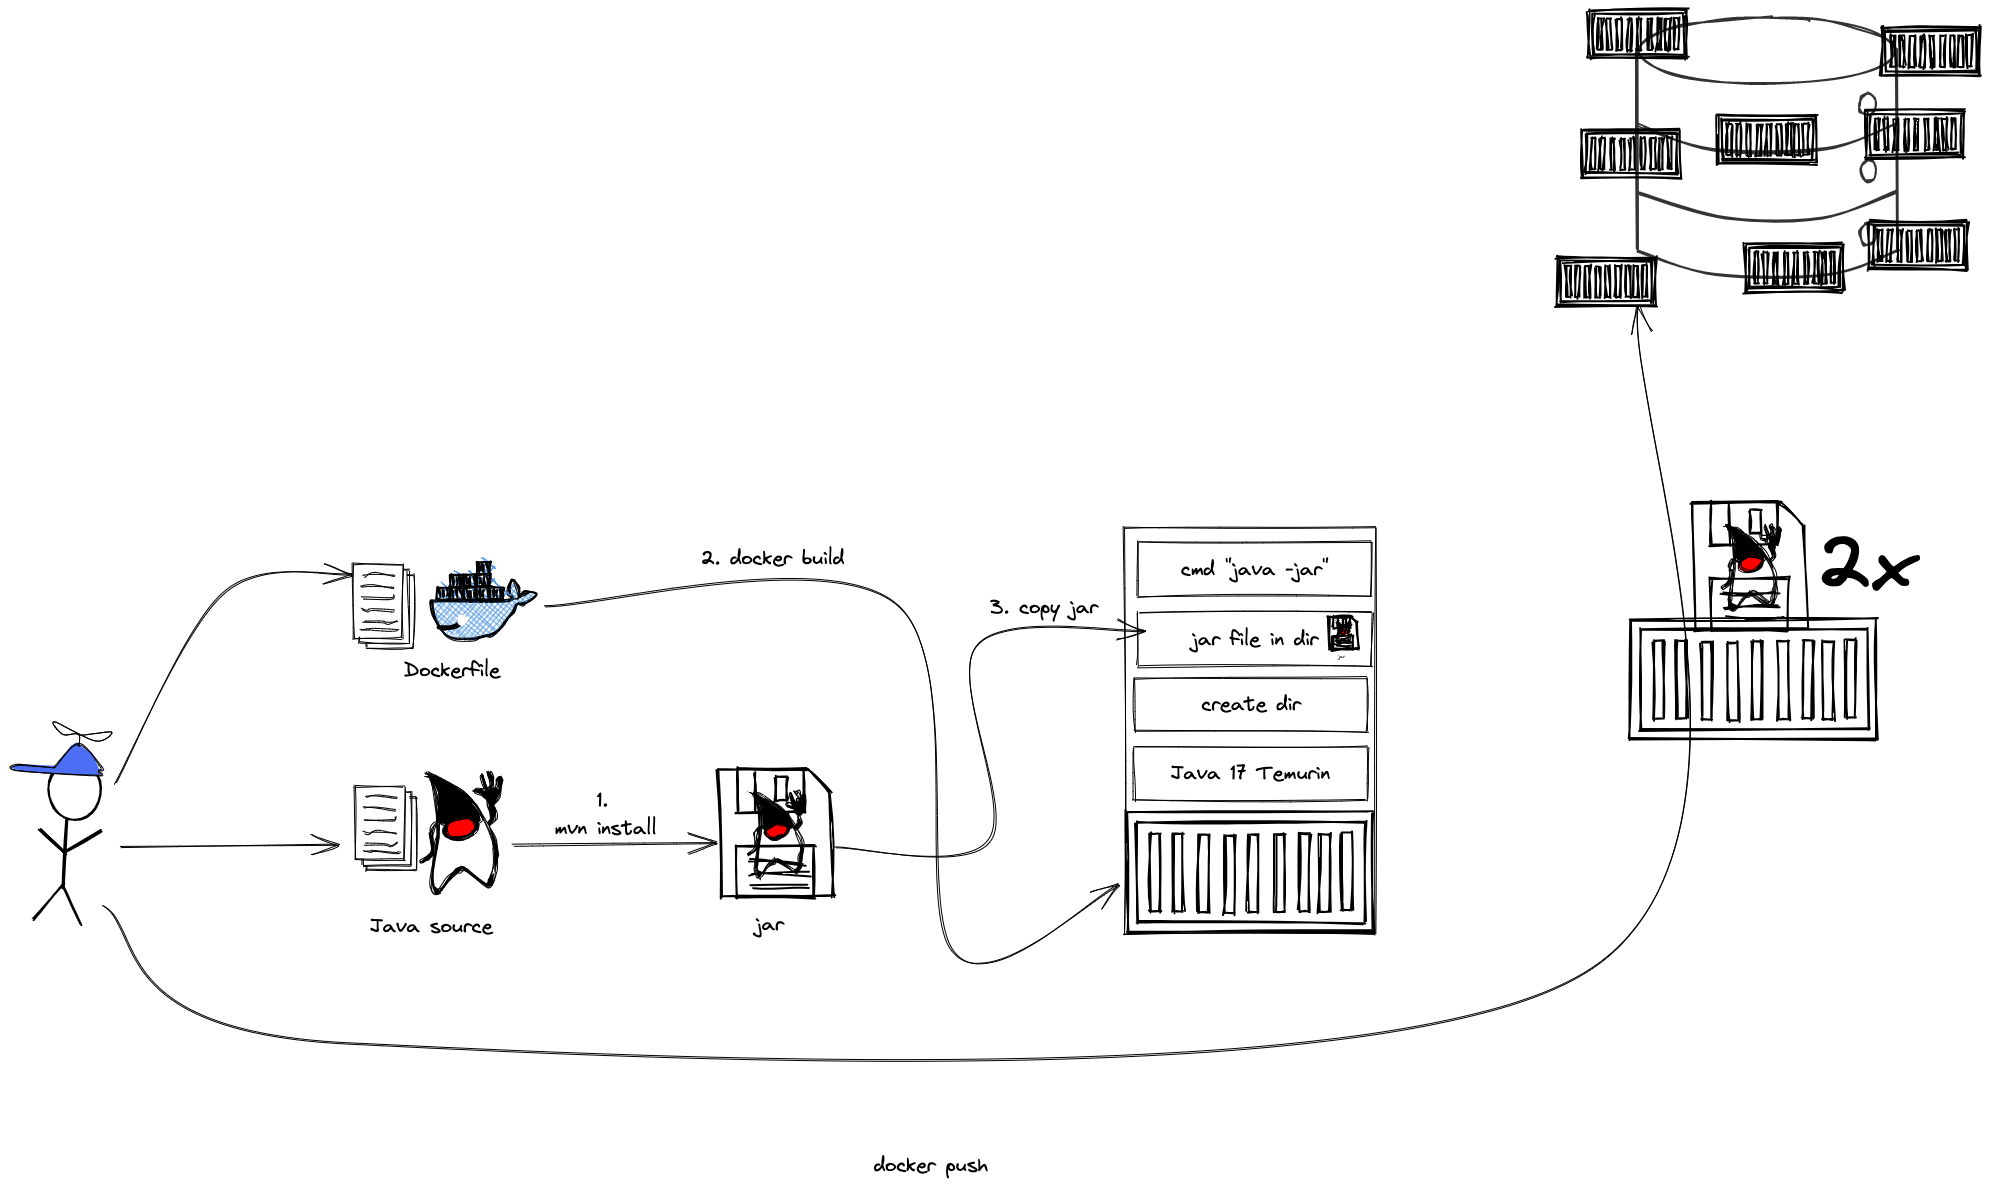 2. docker build
cmd "java -jar"
2x
3. copy jar
jar file in dir
jar
Dockerfile
create dir
Java 17 Temurin
1.
mvn install
Java source
jar
docker push